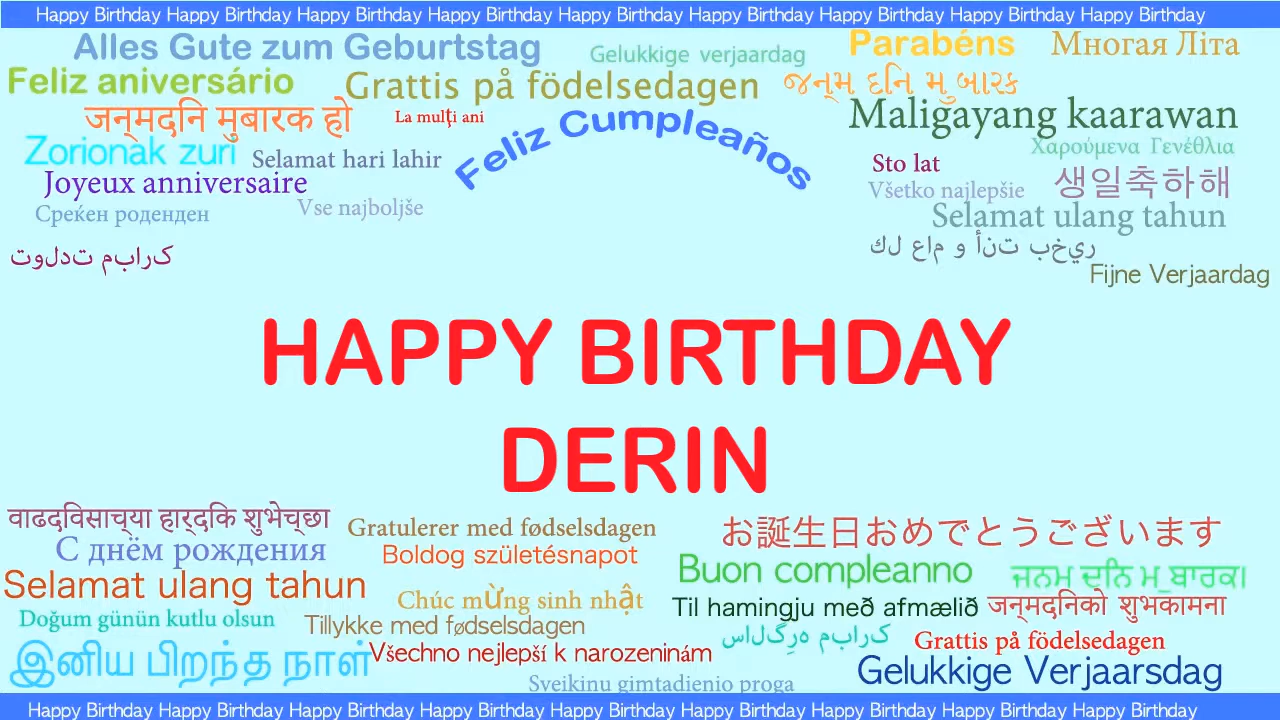 Happy Birthday Happy Birthday Happy Birthday Happy Birthday Happy Birthday Happy Birthday Happy Birthday Happy Birthday Happy Birthday
Alles Gute zum Geburtstag
Gelukkige verjaardag
Parabéns
Многая Літа
Feliz aniversário
Grattis på födelsedagen
જન્મ દનિ મુ બારક
जन्मदनि मुबारक हो
La mulţi ani
Feliz Cumpleaños
Maligayang kaarawan
Zorionak zuri
Selamat hari lahir
Χαρούμενα Γενέθλια
Sto lat
Joyeux anniversaire
Všetko najlepšie
생일축하해
Среќен роденден
Vse najboljše
Selamat ulang tahun
تولدت مبارک
كل عام و أنت بخير
Fijne Verjaardag
HAPPY BIRTHDAY
DERIN
वाढदविसाच्या हार्दकि शुभेच्छा
Gratulerer med fødselsdagen
お誕生日おめでとうございます
С днём рождения
Boldog születésnapot
Buon compleanno
ਜਨਮ ਦਨਿ ਮੁ ਬਾਰਕ।
Selamat ulang tahun
Chúc mừng sinh nhật
Til hamingju með afmælið
जन्मदनिको शुभकामना
Doğum günün kutlu olsun
Tillykke med fødselsdagen
سالگرہ مبارک
Grattis på födelsedagen
இனிய பிறந்த நாள்
Všechno nejlepší k narozeninám
Gelukkige Verjaarsdag
Sveikinu gimtadienio proga
Happy Birthday Happy Birthday Happy Birthday Happy Birthday Happy Birthday Happy Birthday Happy Birthday Happy Birthday Happy Birthday